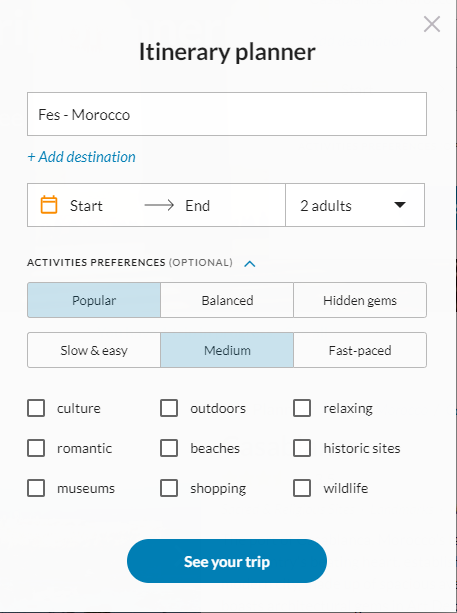 Itinerary planner
Fes - Morocco
+ Add destination
Start End 2 adults
ACTIVITIES PREFERENCES (OPTIONAL)
Popular Balanced Hidden gems
Slow & easy Medium Fast-paced
culture outdoors relaxing
romantic beaches historic sites
museums shopping wildlife
See your trip